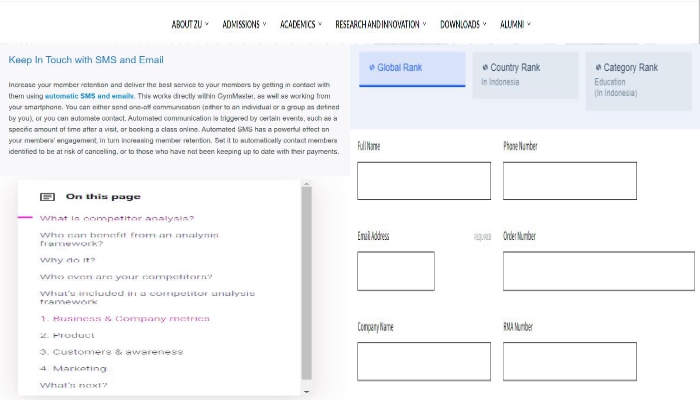 ABOUT ZU ADMISSIONS ACADEMICS RESEARCH AND INNOVATION DOWNLOADS ALUMNI
Keep In Touch with SMS and Email
Increase your member retention and deliver the best service to your members by getting in contact with
them using automatic SMS and emails. This works directly within GymMaster, as well as working from
your smartphone. You can either send one-off communication (either to an individual or a group as defined
by you), or you can automate contact. Automated communication is triggered by certain events, such as a
specific amount of time after a visit, or booking a class online. Automated SMS has a powerful effect on
your members' engagement, in turn increasing member retention. Set it to automatically contact members
identified to be at risk of cancelling, or to those who have not been keeping up to date with their payments.
Global Rank
Country Rank
In Indonesia
Category Rank
Education
(In Indonesia)
On this page
What is competitor analysis?
Who can benefit from an analysis
framework?
Why do it?
Who even are your competitors?
What's included in a competitor analysis
framework
1. Business & Company metrics
2. Product
3. Customers & awareness
4. Marketing
What's next?
Full Name
Phone Number
Email Address
REQUIRED
Order Number
Company Name
RMA Number